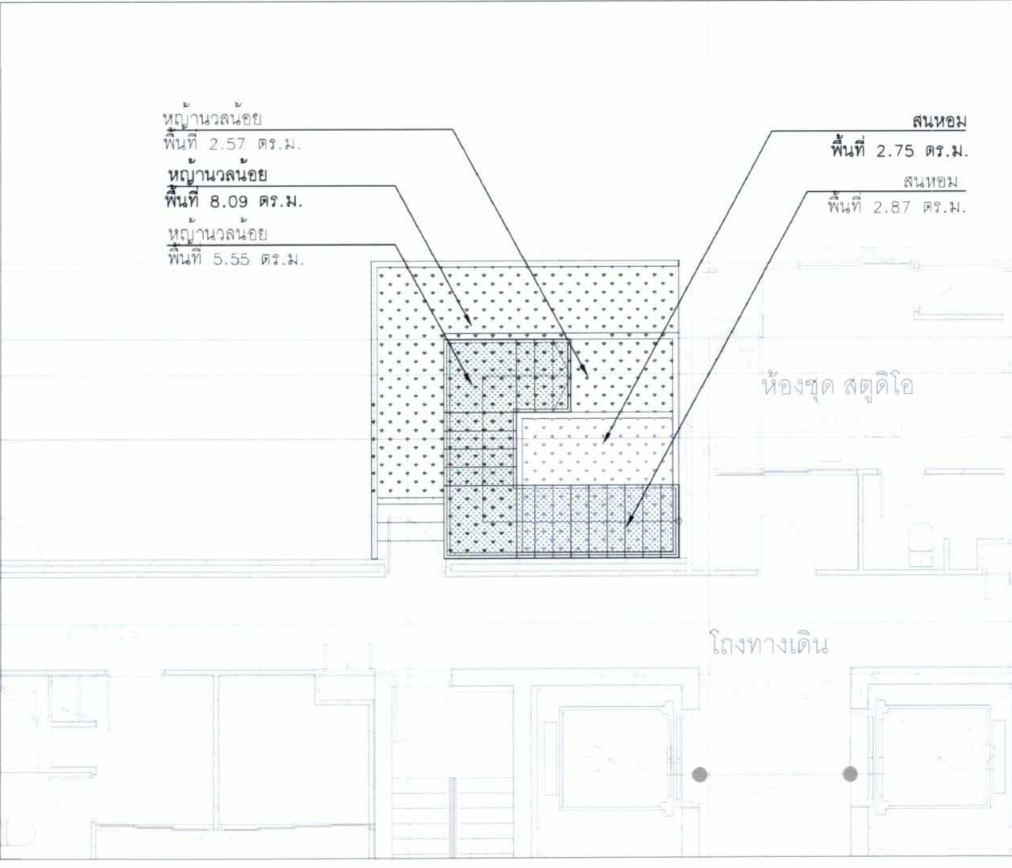 หญ้านวลน้อย
พื้นที่ 2.57 ตร.ม.
หญ้านวลน้อย
พื้นที่ 8.09 ตร.ม.
หญ้านวลน้อย
พื้นที่ 5.55 ตร.ม.
สนหอม
พื้นที่ 2.75 ตร.ม.
สนหอม
พื้นที่ 2.87 ตร.ม.
ห้องชุด สตูดิโอ
โถงทางเดิน